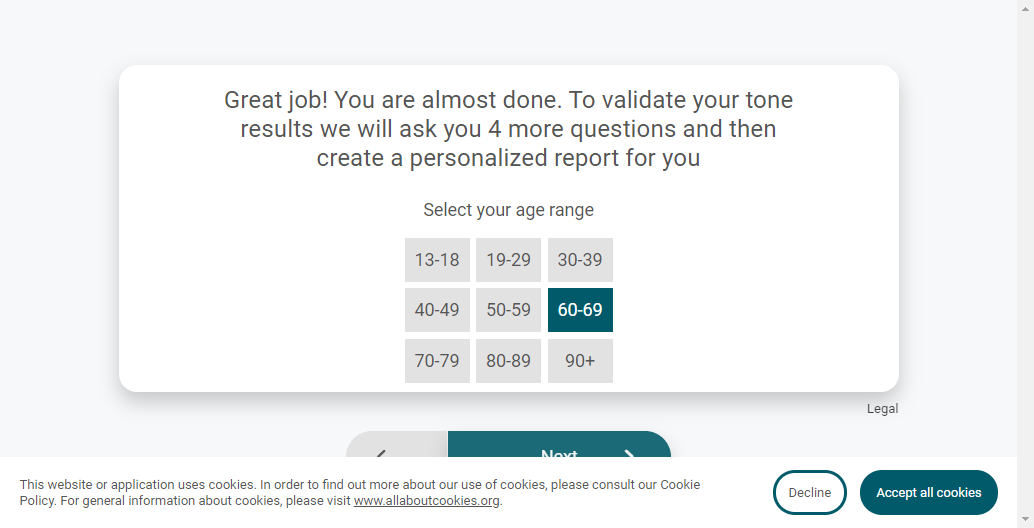 Great job! You are almost done. To validate your tone
results we will ask you 4 more questions and then
create a personalized report for you
Select your age range
13-18 19-29 30-39
40-49 50-59 60-69
70-79 80-89 90+
Legal
Next
This website or application uses cookies. In order to find out more about our use of cookies, please consult our Cookie
Policy. For general information about cookies, please visit www.allaboutcookies.org.
Decline
Accept all cookies